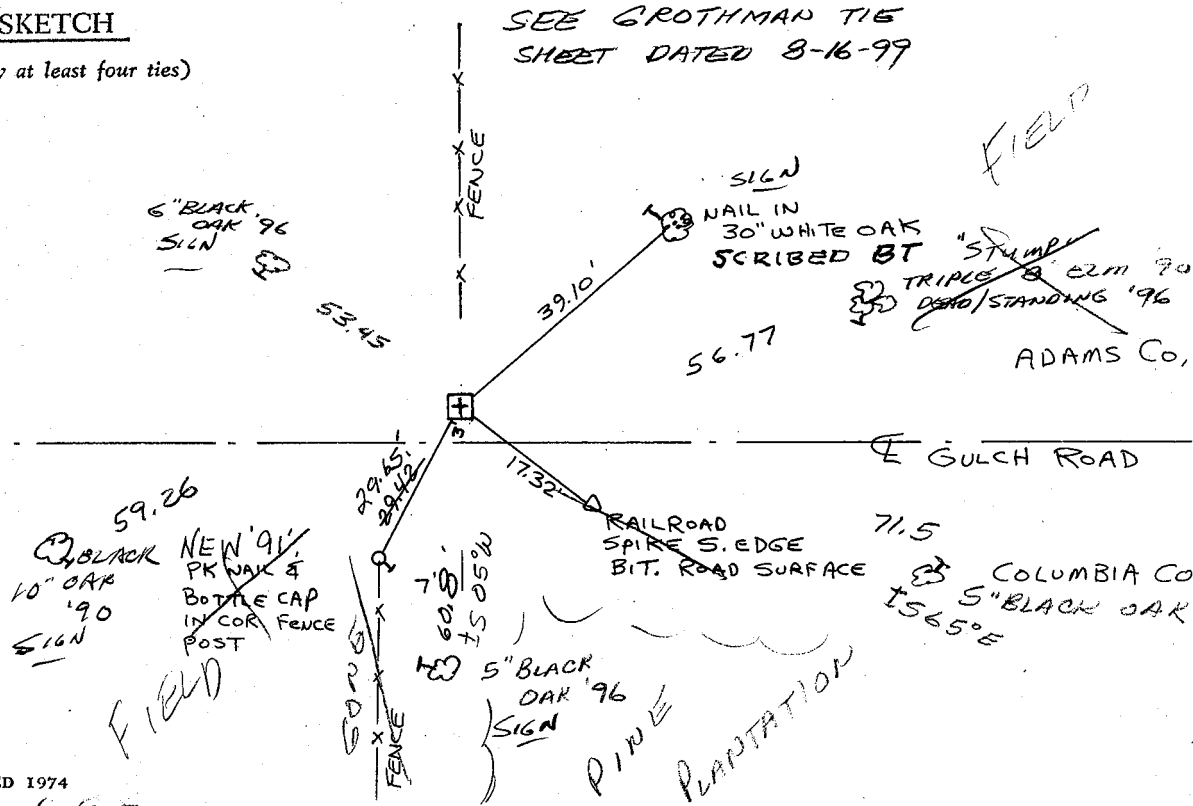 SKETCH
at least four ties)
SEE GROTHMAN TIE
SHEET DATED 8-16-99
FENCE
FIELD
6" BLACK
OAK '96
SIGN
53.45
39.10'
SIGN
NAIL IN
30" WHITE OAK
SCRIBED BT
"STUMP"
TRIPLE 8" ELM 90
DEAD/STANDING '96
56.77
ADAMS Co,
3
℄ GULCH ROAD
29.65'
29.42
17.32'
59.26
BLACK
10" OAK
'90
SIGN
NEW '91'
PK NAIL &
BOTTLE CAP
IN COR. FENCE
POST
RAILROAD
SPIKE S. EDGE
BIT. ROAD SURFACE
71.5
COLUMBIA CO
5" BLACK OAK
±S65°E
60.8'
±S05°W
5" BLACK
OAK '96
SIGN
GONE
FENCE
FIELD
PINE
PLANTATION
ED 1974